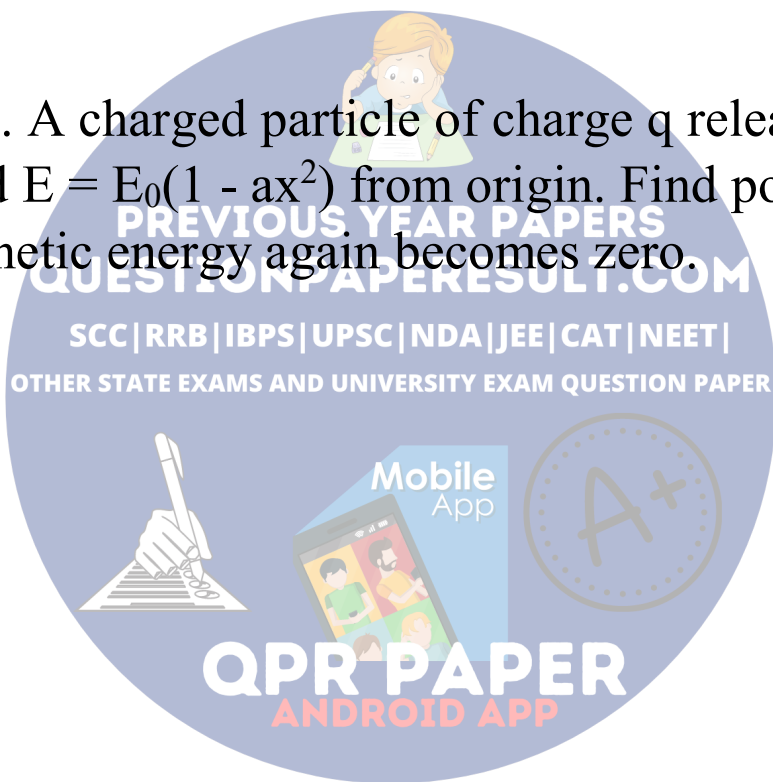 . A charged particle of charge q relea
d E = E₀(1 - ax²) from origin. Find po
netic energy again becomes zero.
PREVIOUS YEAR PAPERS
QUESTIONPAPERESULT.COM
SCC|RRB|IBPS|UPSC|NDA|JEE|CAT|NEET|
OTHER STATE EXAMS AND UNIVERSITY EXAM QUESTION PAPER
Mobile
App
A+
QPR PAPER
ANDROID APP